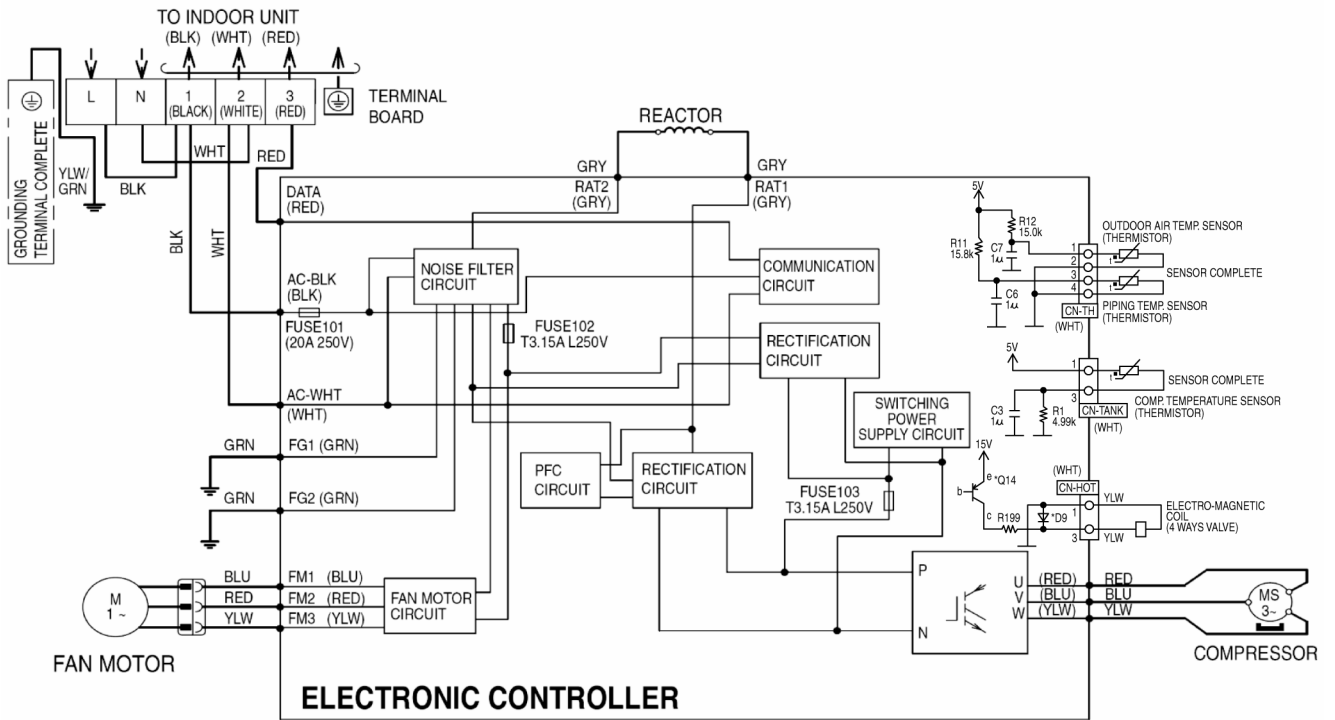 TO INDOOR UNIT
(BLK) (WHT) (RED)
L
N
1
(BLACK)
2
(WHITE)
3
(RED)
TERMINAL
BOARD
GROUNDING
TERMINAL COMPLETE
YLW/
GRN
BLK
WHT
RED
BLK
WHT
REACTOR
GRY
GRY
RAT2
(GRY)
RAT1
(GRY)
DATA
(RED)
NOISE FILTER
CIRCUIT
COMMUNICATION
CIRCUIT
AC-BLK
(BLK)
FUSE101
(20A 250V)
FUSE102
T3.15A L250V
RECTIFICATION
CIRCUIT
AC-WHT
(WHT)
SWITCHING
POWER
SUPPLY CIRCUIT
GRN
FG1 (GRN)
PFC
CIRCUIT
RECTIFICATION
CIRCUIT
FUSE103
T3.15A L250V
GRN
FG2 (GRN)
5V
R12
15.0k
R11
15.8k
C7
1μ
C6
1μ
1
2
3
4
t
t
OUTDOOR AIR TEMP. SENSOR
(THERMISTOR)
SENSOR COMPLETE
PIPING TEMP. SENSOR
(THERMISTOR)
CN-TH
(WHT)
5V
1
3
t
SENSOR COMPLETE
COMP. TEMPERATURE SENSOR
(THERMISTOR)
C3
1μ
R1
4.99k
CN-TANK
(WHT)
15V
e *Q14
b
c
R199
*D9
(WHT)
CN-HOT
1
3
YLW
YLW
ELECTRO-MAGNETIC
COIL
(4 WAYS VALVE)
M
1 ~
BLU
RED
YLW
FM1 (BLU)
FM2 (RED)
FM3 (YLW)
FAN MOTOR
CIRCUIT
FAN MOTOR
P
N
U (RED) RED
V (BLU) BLU
W (YLW) YLW
MS
3~
COMPRESSOR
ELECTRONIC CONTROLLER